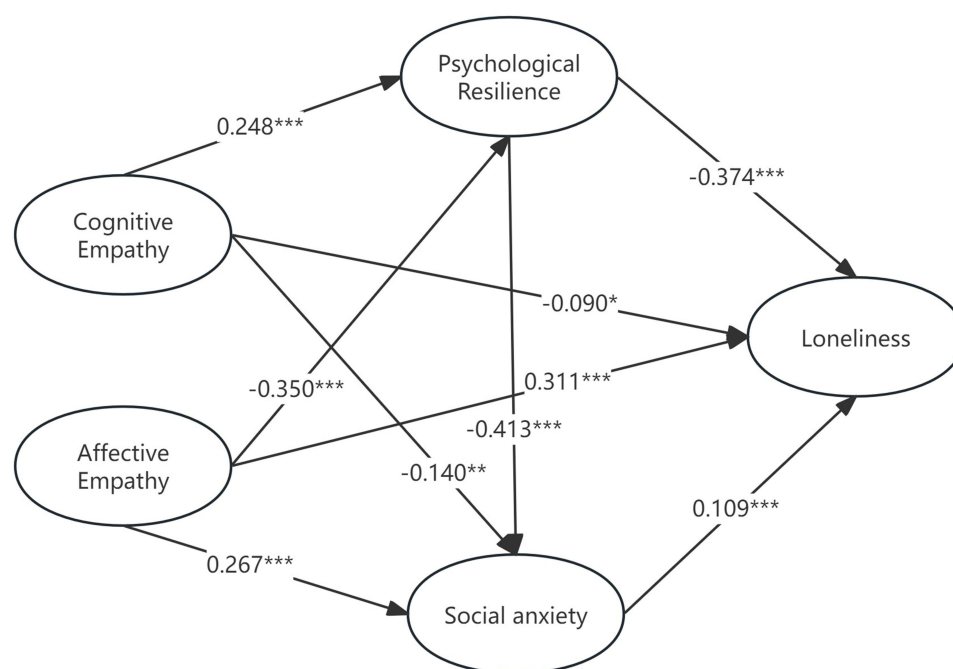 Psychological
Resilience
0.248***
-0.374***
Cognitive
Empathy
-0.090*
Loneliness
0.311***
-0.350***
-0.413***
Affective
Empathy
-0.140**
0.109***
0.267***
Social anxiety